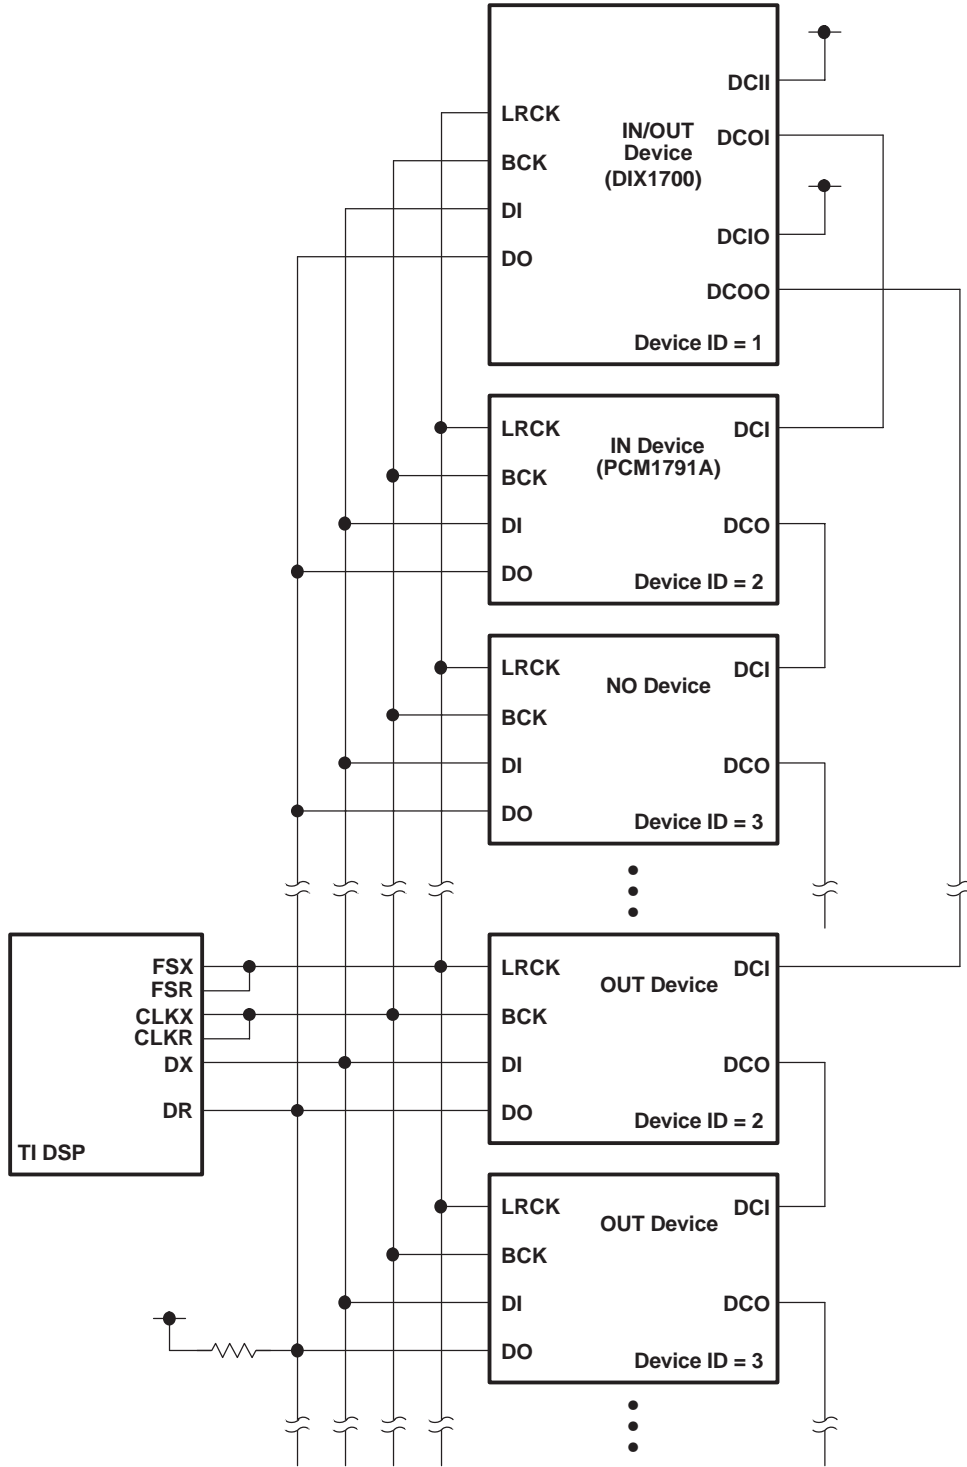 LRCK
BCK
DI
DO
IN/OUT
Device
(DIX1700)
DCII
DCOI
DCIO
DCOO
Device ID = 1
LRCK
BCK
DI
DO
IN Device
(PCM1791A)
DCI
DCO
Device ID = 2
LRCK
BCK
DI
DO
NO Device
DCI
DCO
Device ID = 3
FSX
FSR
CLKX
CLKR
DX
DR
TI DSP
LRCK
BCK
DI
DO
OUT Device
DCI
DCO
Device ID = 2
LRCK
BCK
DI
DO
OUT Device
DCI
DCO
Device ID = 3